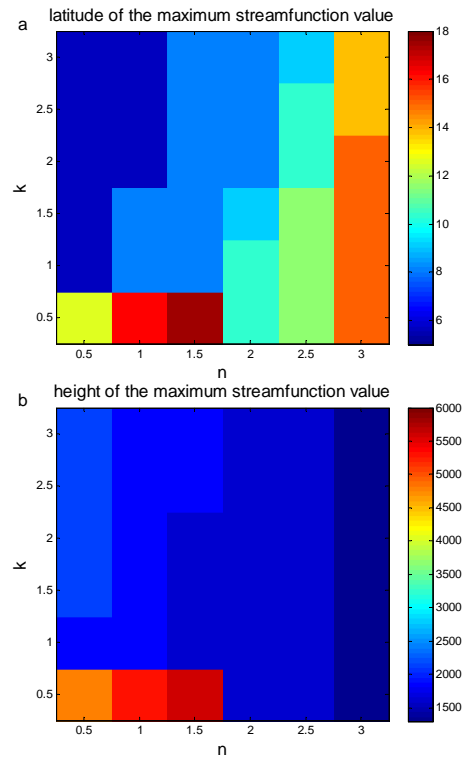 a
latitude of the maximum streamfunction value
3
2.5
2
1.5
1
0.5
k
0.5 1 1.5 2 2.5 3
n
18
16
14
12
10
8
6
b
height of the maximum streamfunction value
3
2.5
2
1.5
1
0.5
k
0.5 1 1.5 2 2.5 3
n
6000
5500
5000
4500
4000
3500
3000
2500
2000
1500